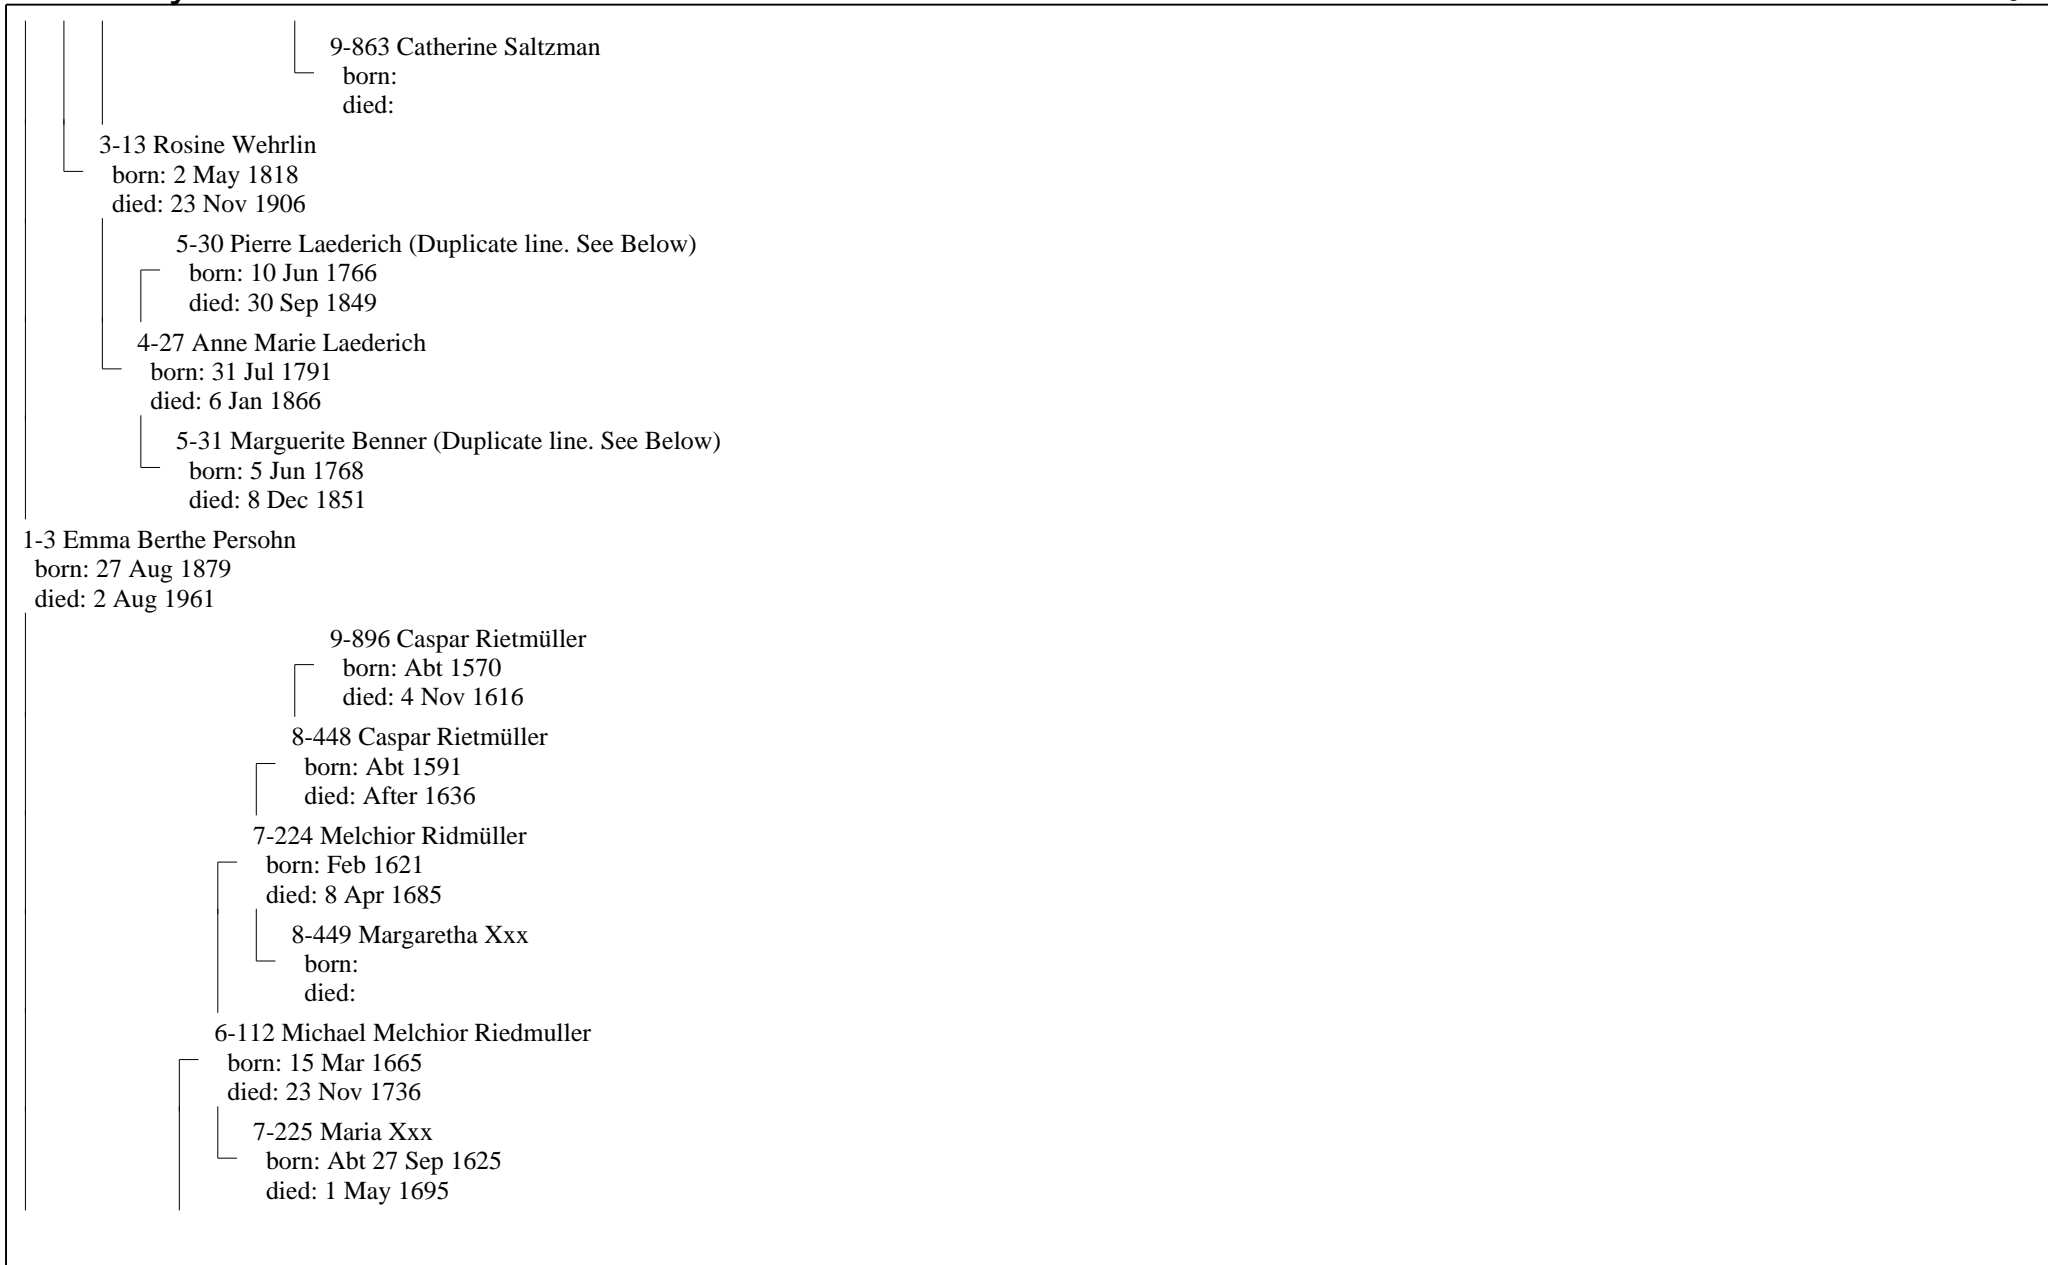 9-863 Catherine Saltzman
born:
died:
3-13 Rosine Wehrlin
born: 2 May 1818
died: 23 Nov 1906
5-30 Pierre Laederich (Duplicate line. See Below)
born: 10 Jun 1766
died: 30 Sep 1849
4-27 Anne Marie Laederich
born: 31 Jul 1791
died: 6 Jan 1866
5-31 Marguerite Benner (Duplicate line. See Below)
born: 5 Jun 1768
died: 8 Dec 1851
1-3 Emma Berthe Persohn
born: 27 Aug 1879
died: 2 Aug 1961
9-896 Caspar Rietmüller
born: Abt 1570
died: 4 Nov 1616
8-448 Caspar Rietmüller
born: Abt 1591
died: After 1636
7-224 Melchior Ridmüller
born: Feb 1621
died: 8 Apr 1685
8-449 Margaretha Xxx
born:
died:
6-112 Michael Melchior Riedmuller
born: 15 Mar 1665
died: 23 Nov 1736
7-225 Maria Xxx
born: Abt 27 Sep 1625
died: 1 May 1695